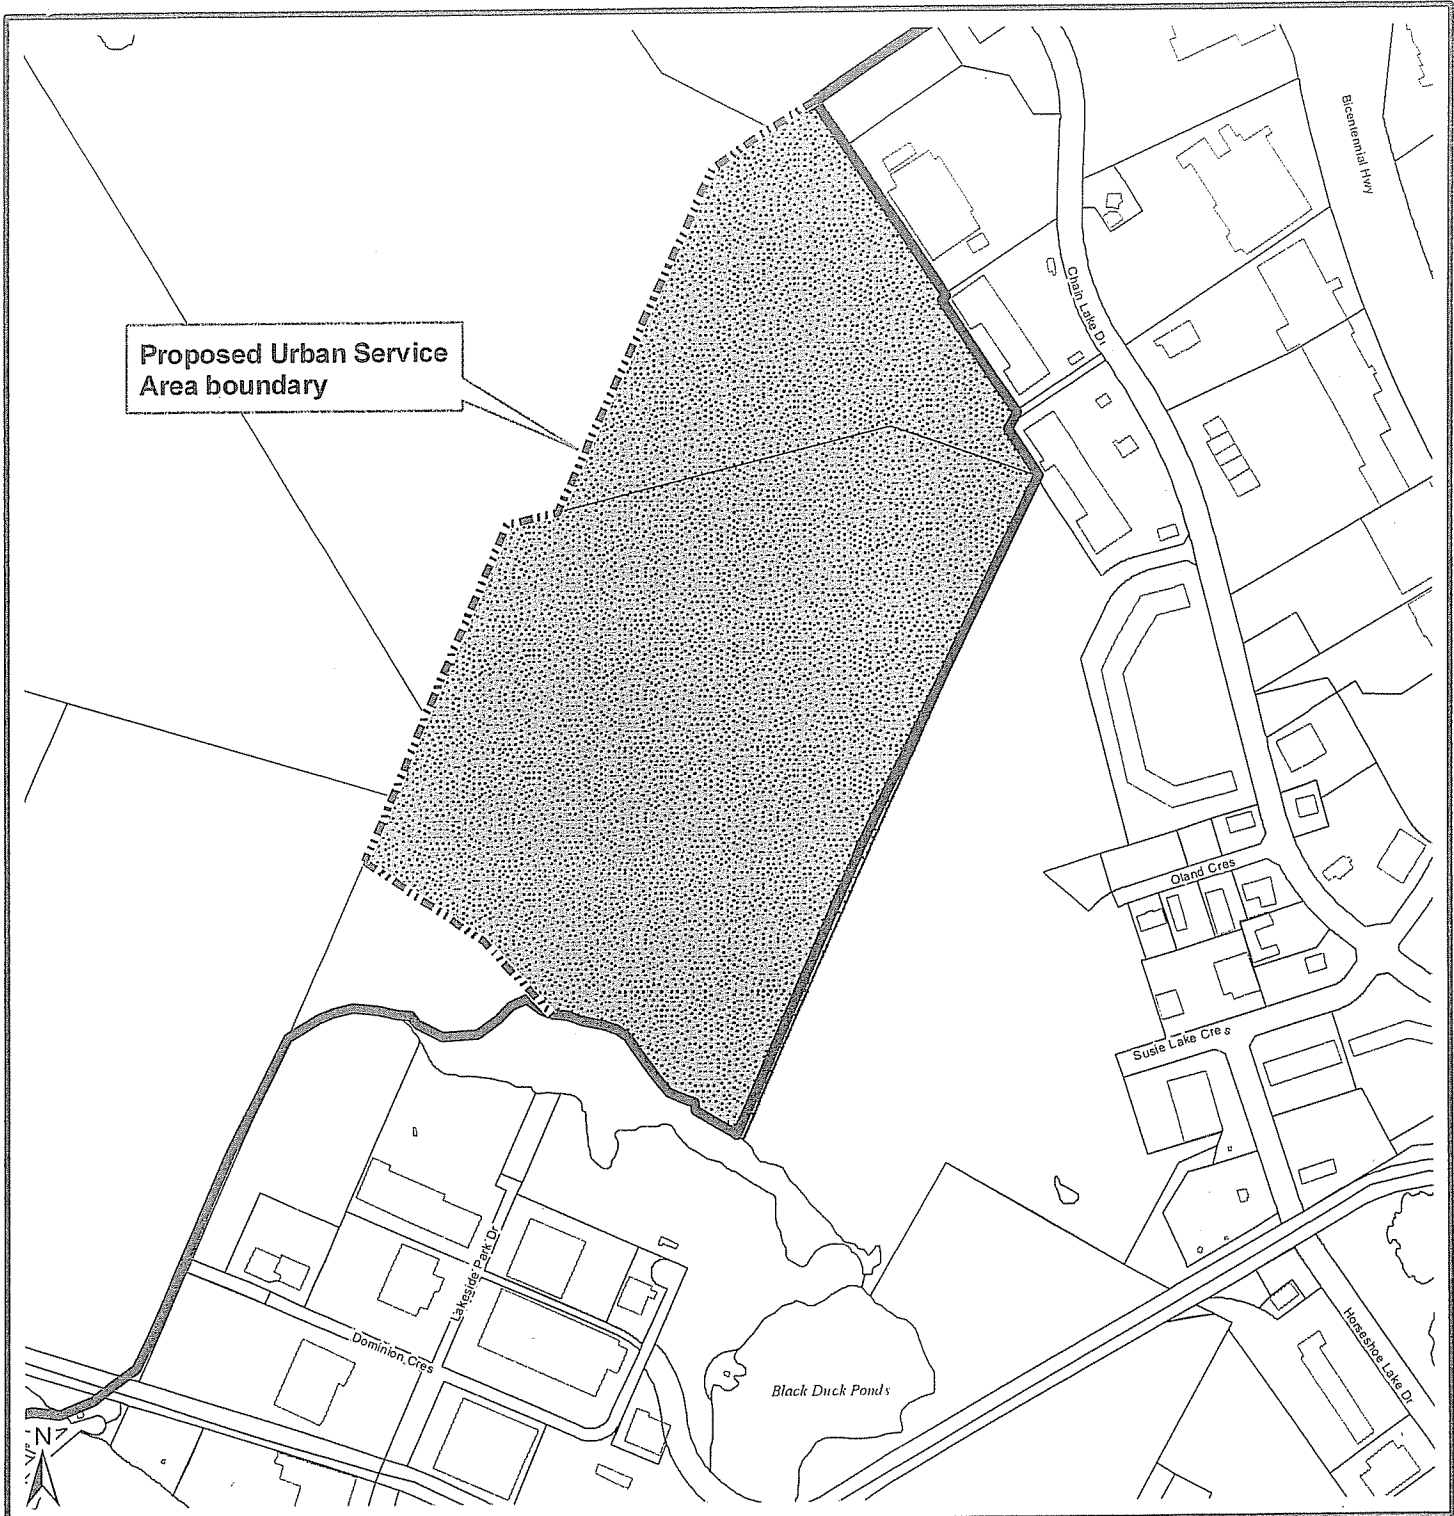 Bicentennial Hwy
Chain Lake Dr
Proposed Urban Service
Area boundary
Oland Cres
Susie Lake Cres
Lakeside Park Dr
Dominion Cres
Horseshoe Lake Dr
Black Duck Ponds
N